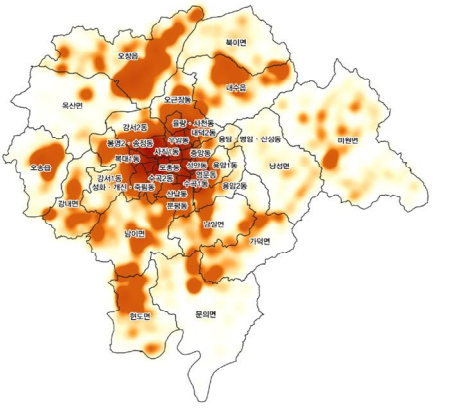 오창읍
북이면
내수읍
옥산면
오근장동
율량 · 사천동
강서2동
내덕2동
우암동
율량 · 병암 · 산성동
미원면
봉명2 · 송정동
사직1동
중앙동
오송읍
복대1동
모충동
성안동
용암1동
낭성면
강서1동
수곡2동
영운동
성화 · 개신 · 죽림동
수곡1동
용암2동
강내면
산남동
분평동
남이면
남일면
가덕면
현도면
문의면